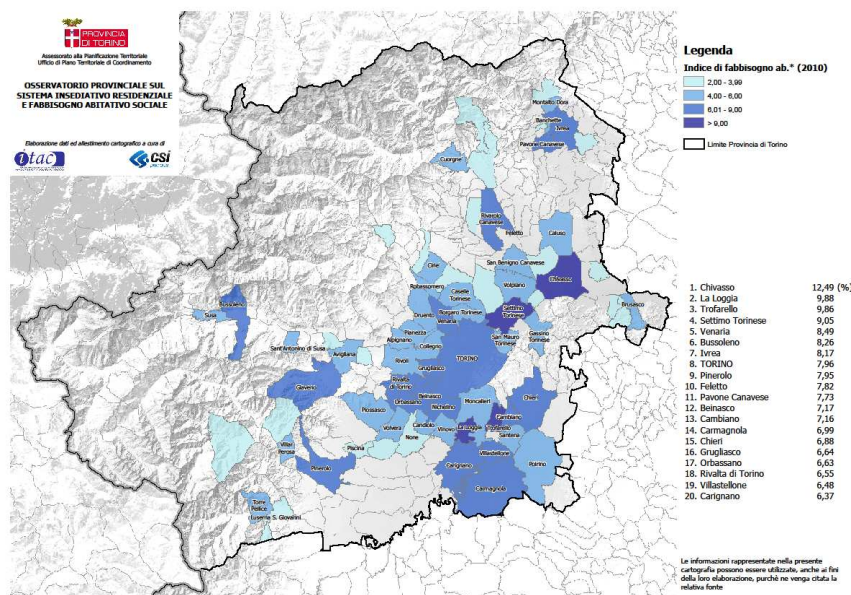 PROVINCIA
DI TORINO
Assessorato alla Pianificazione Territoriale
Ufficio di Piano Territoriale di Coordinamento
OSSERVATORIO PROVINCIALE SUL
SISTEMA INSEDIATIVO RESIDENZIALE
E FABBISOGNO ABITATIVO SOCIALE
Elaborazione dati ed allestimento cartografico a cura di
itac
CSI
Legenda
Indice di fabbisogno ab.* (2010)
2,00 - 3,99
4,00 - 6,00
6,01 - 9,00
> 9,00
Limite Provincia di Torino
Montalto Dora
Banchette
Ivrea
Pavone Canavese
Cuorgnè
Rivarolo
Canavese
Feletto
Caluso
San Benigno Canavese
Chivasso
Ciriè
Volpiano
Robassomero
Caselle
Torinese
Bussoleno
Susa
Brusasco
Settimo
Torinese
Druento
Borgaro Torinese
Venaria
Pianezza
Alpignano
San Mauro
Torinese
Gassino
Torinese
Sant'Antonino di Susa
Avigliana
Collegno
Rivoli
TORINO
Grugliasco
Giaveno
Rivalta
di Torino
Beinasco
Orbassano
Chieri
Moncalieri
Nichelino
Piossasco
Cambiano
Candiolo
Volvera
Vinovo
La Loggia
Trofarello
Santena
None
Villar
Perosa
Piscina
Villastellone
Pinerolo
Carignano
Poirino
Carmagnola
Torre
Pellice
Luserna S. Giovanni
1. Chivasso 12,49 (%)
2. La Loggia 9,88
3. Trofarello 9,86
4. Settimo Torinese 9,05
5. Venaria 8,49
6. Bussoleno 8,26
7. Ivrea 8,17
8. TORINO 7,96
9. Pinerolo 7,95
10. Feletto 7,82
11. Pavone Canavese 7,73
12. Beinasco 7,17
13. Cambiano 7,16
14. Carmagnola 6,99
15. Chieri 6,88
16. Grugliasco 6,64
17. Orbassano 6,63
18. Rivalta di Torino 6,55
19. Villastellone 6,48
20. Carignano 6,37
Le informazioni rappresentate nella presente
cartografia possono essere utilizzate, anche ai fini
della loro elaborazione, purchè ne venga citata la
relativa fonte